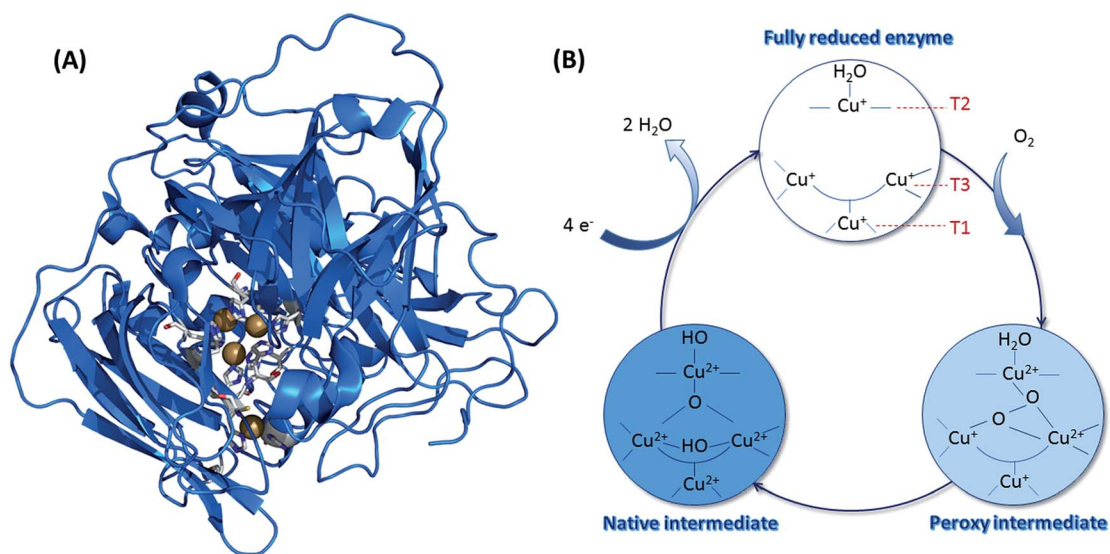 (A)
(B)
Fully reduced enzyme
H₂O
Cu⁺
T2
Cu⁺
Cu⁺
T3
Cu⁺
T1
2 H₂O
4 e⁻
O₂
HO
Cu²⁺
O
Cu²⁺
HO
Cu²⁺
Cu²⁺
Native intermediate
H₂O
Cu²⁺
O
O
Cu⁺
Cu²⁺
Cu⁺
Peroxy intermediate